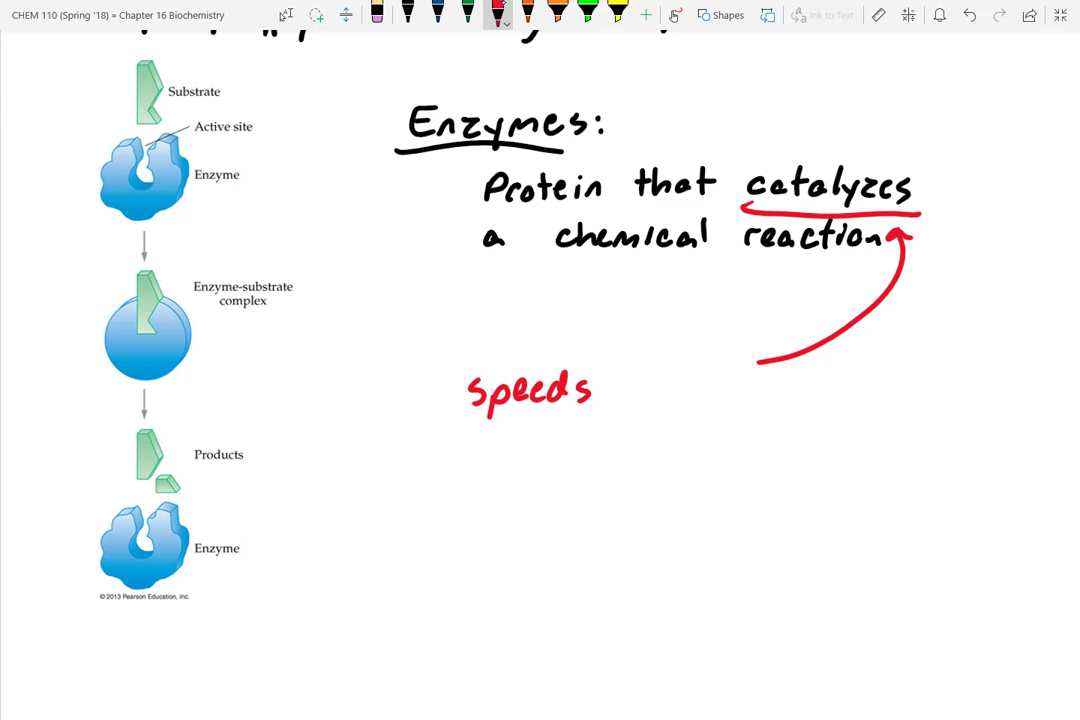 CHEM 110 (Spring '18) » Chapter 16 Biochemistry
Shapes
Ink to Text
Substrate
Active site
Enzyme
Enzyme-substrate
complex
Products
Enzyme
© 2013 Pearson Education, Inc.
Enzymes:
Protein that catalyzes
a chemical reaction
speeds